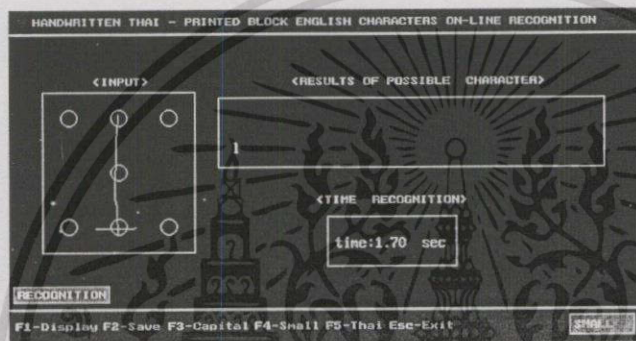 HANDWRITTEN THAI - PRINTED BLOCK ENGLISH CHARACTERS ON-LINE RECOGNITION
<INPUT>
<RESULTS OF POSSIBLE CHARACTER>
l
<TIME RECOGNITION>
time:1.70 sec
RECOGNITION
F1-Display F2-Save F3-Capital F4-Small F5-Thai Esc-Exit
SMALL